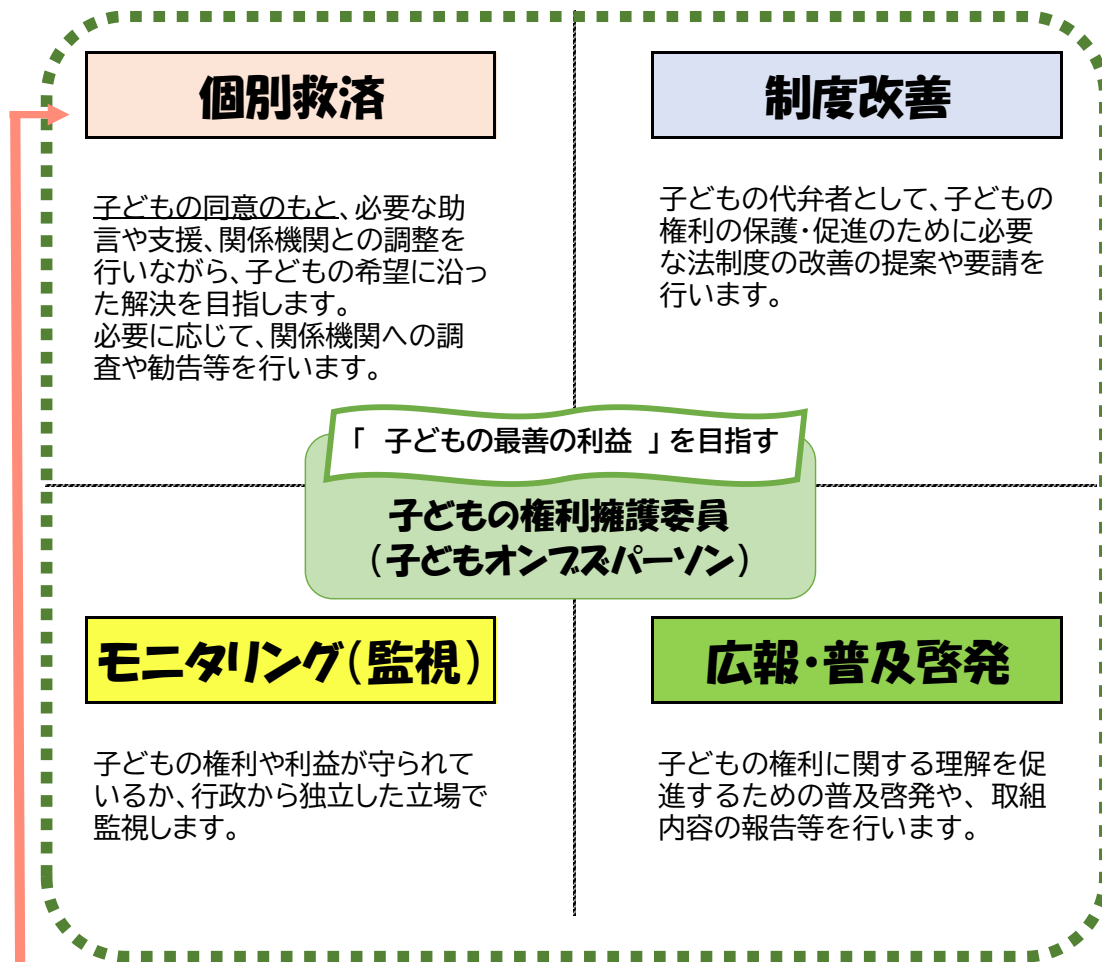 個別救済
子どもの同意のもと、必要な助
言や支援、関係機関との調整を
行いながら、子どもの希望に沿っ
た解決を目指します。
必要に応じて、関係機関への調
査や勧告等を行います。
制度改善
子どもの代弁者として、子どもの
権利の保護・促進のために必要
な法制度の改善の提案や要請を
行います。
「 子どもの最善の利益 」を目指す
子どもの権利擁護委員
(子どもオンブズパーソン)
モニタリング(監視)
子どもの権利や利益が守られて
いるか、行政から独立した立場で
監視します。
広報・普及啓発
子どもの権利に関する理解を促
進するための普及啓発や、取組
内容の報告等を行います。